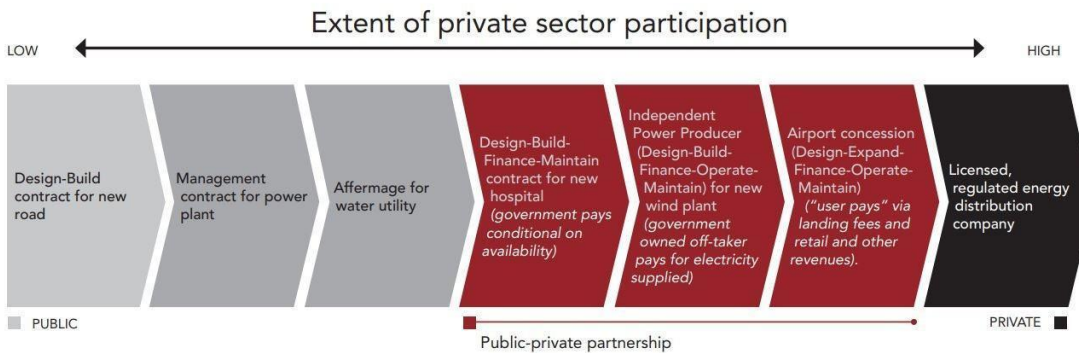 Extent of private sector participation
LOW
HIGH
Design-Build
contract for new
road
Management
contract for power
plant
Affermage for
water utility
Design-Build-
Finance-Maintain
contract for new
hospital
(government pays
conditional on
availability)
Independent
Power Producer
(Design-Build-
Finance-Operate-
Maintain) for new
wind plant
(government
owned off-taker
pays for electricity
supplied)
Airport concession
(Design-Expand-
Finance-Operate-
Maintain)
("user pays" via
landing fees and
retail and other
revenues).
Licensed,
regulated energy
distribution
company
PUBLIC
Public-private partnership
PRIVATE